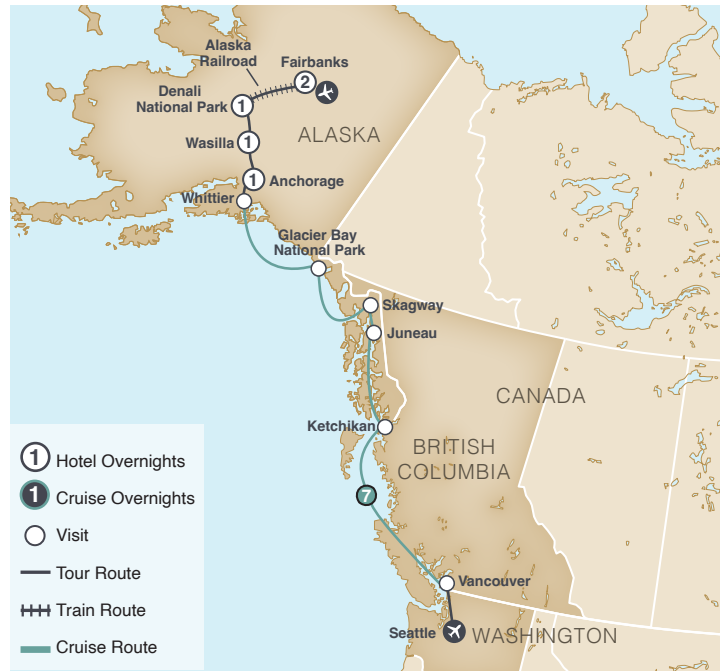 Alaska
Railroad
Fairbanks
2
Denali
National Park
1
ALASKA
Wasilla
1
1
Anchorage
Whittier
Glacier Bay
National Park
Skagway
Juneau
CANADA
Ketchikan
BRITISH
COLUMBIA
7
Vancouver
Seattle
WASHINGTON
1 Hotel Overnights
1 Cruise Overnights
Visit
Tour Route
Train Route
Cruise Route